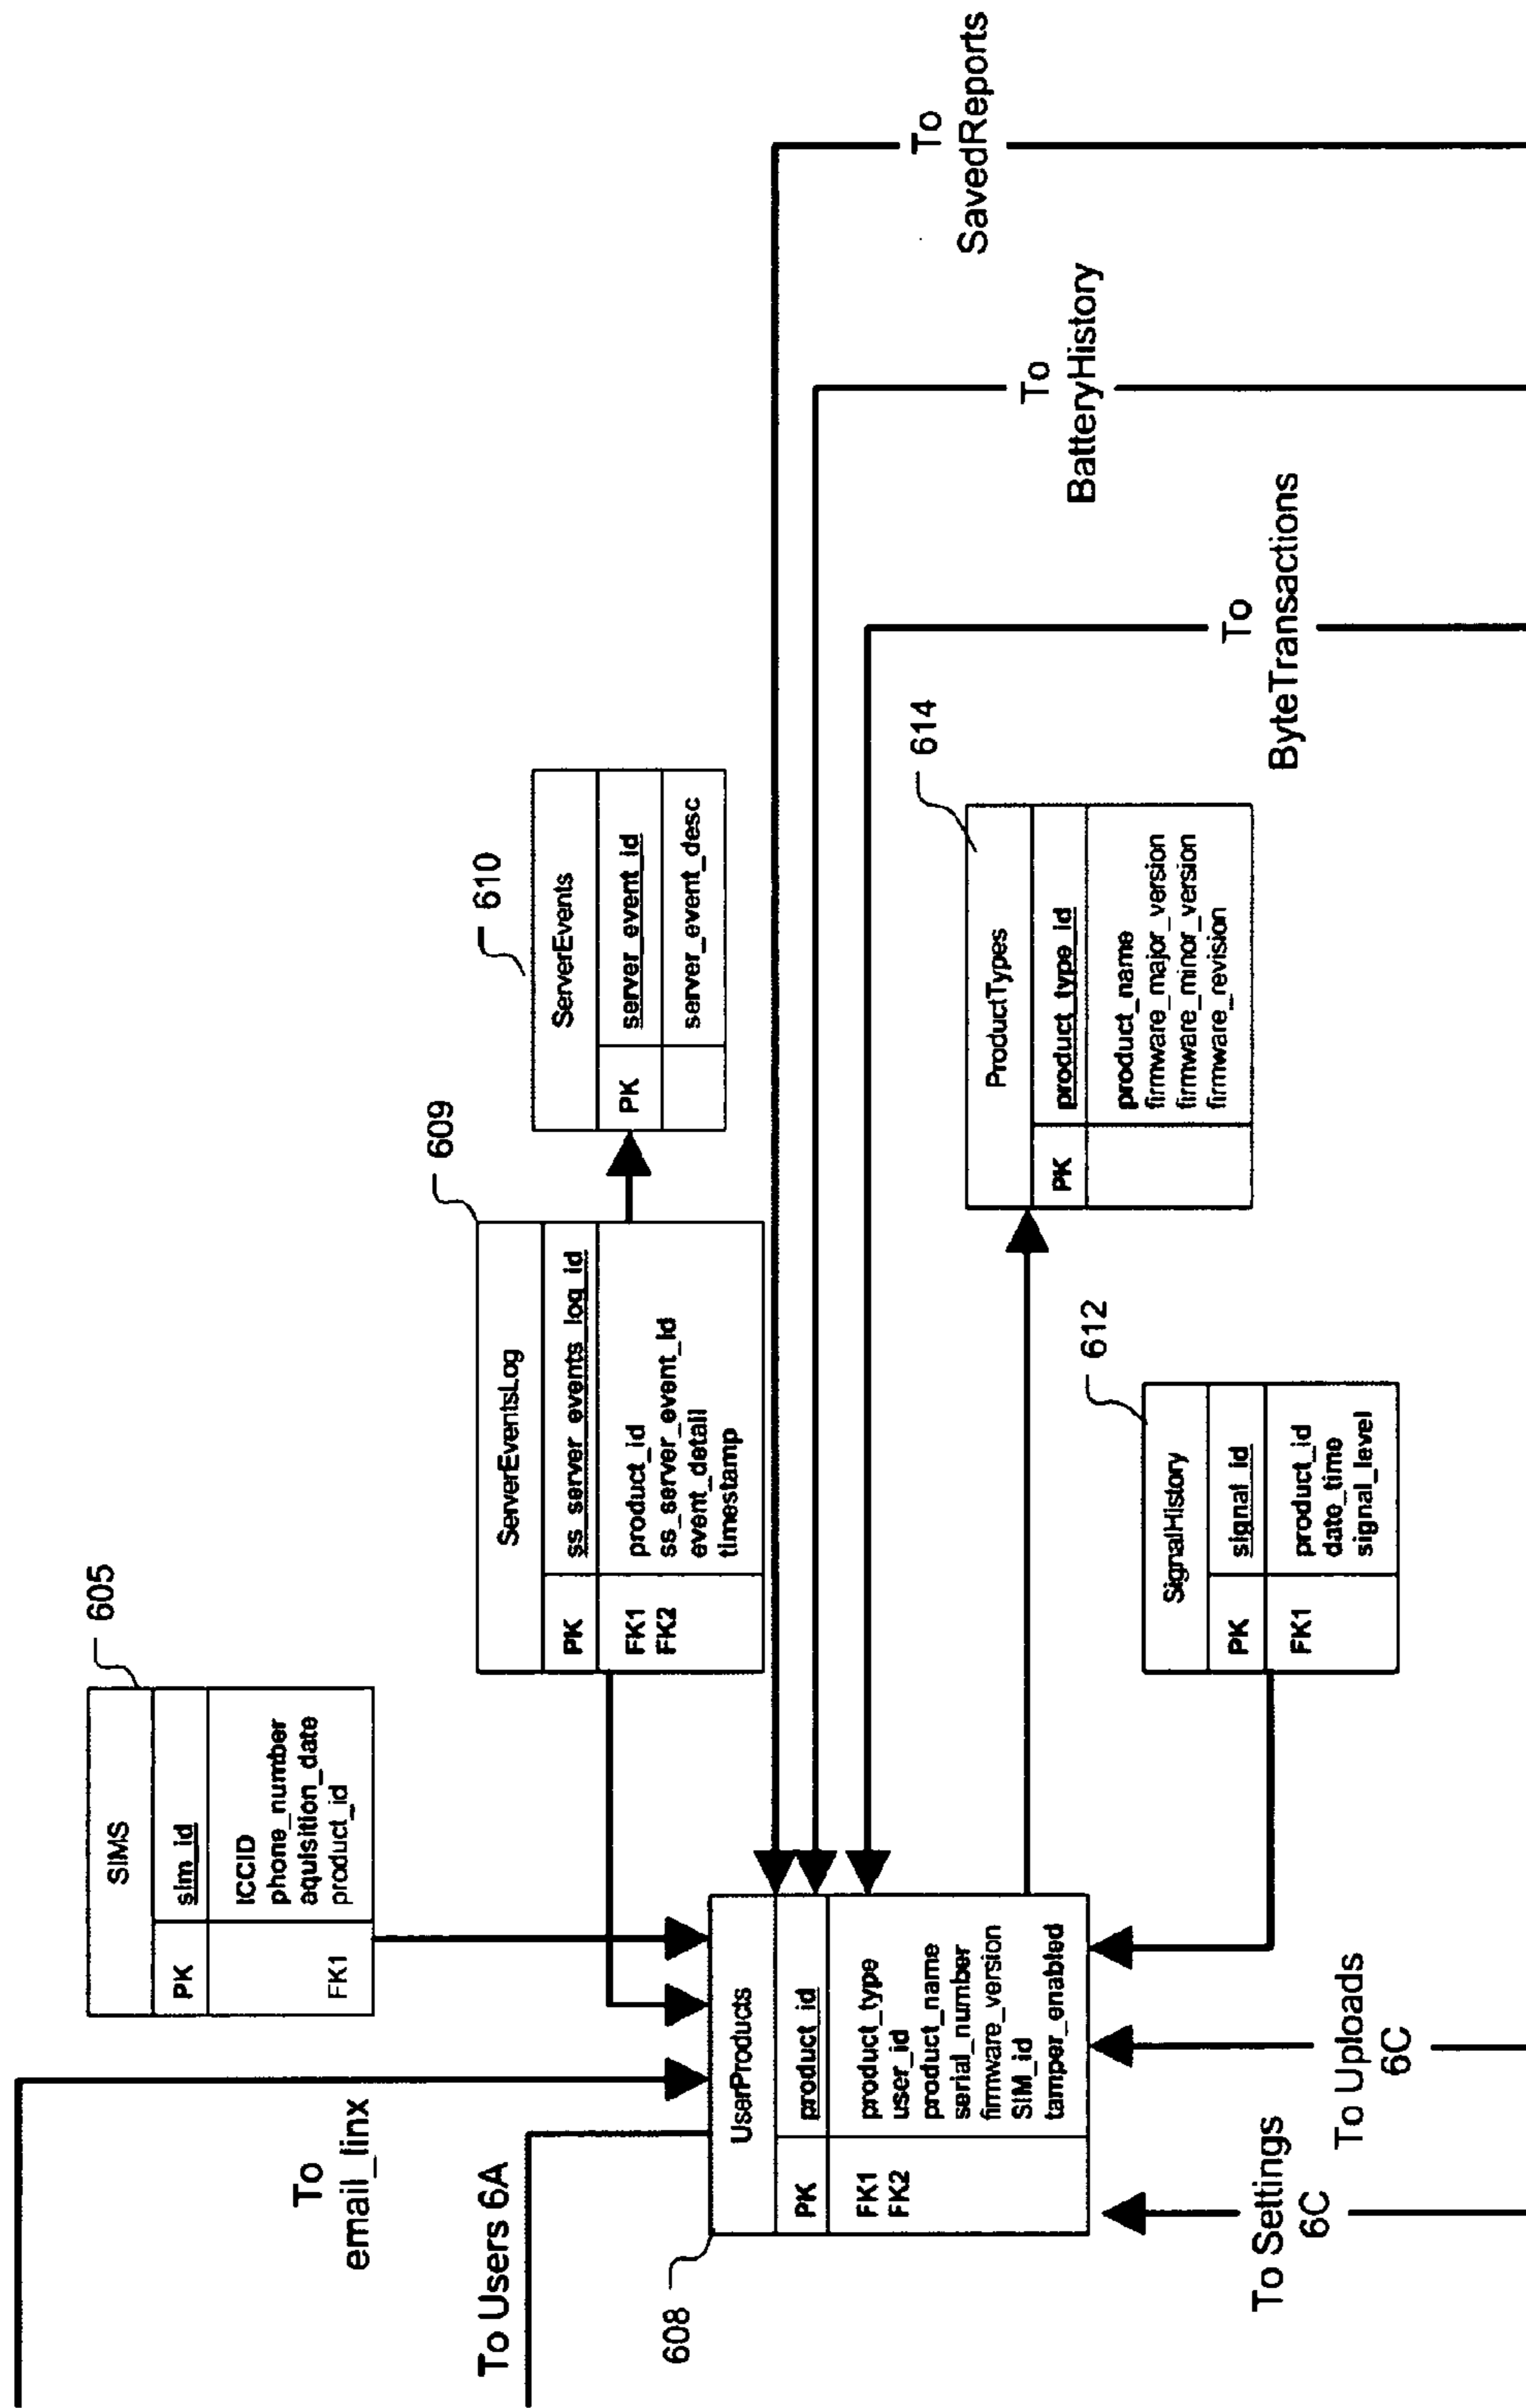 SIMS
605
PK
sim_id
ICCID
phone_number
aquisition_date
FK1
product_id
To
email_linx
To Users 6A
ServerEventsLog
609
PK
ss_server_events_log_id
FK1
product_id
FK2
ss_server_event_id
event_detail
timestamp
ServerEvents
610
PK
server_event_id
server_event_desc
608
UserProducts
PK
product_id
FK1
product_type
FK2
user_id
product_name
serial_number
firmware_version
SIM_id
tamper_enabled
ProductTypes
614
PK
product_type_id
product_name
firmware_major_version
firmware_minor_version
firmware_revision
SignalHistory
612
PK
signal_id
FK1
product_id
date_time
signal_level
To
SavedReports
To
BatteryHistory
To
ByteTransactions
To Settings
6C
To Uploads
6C